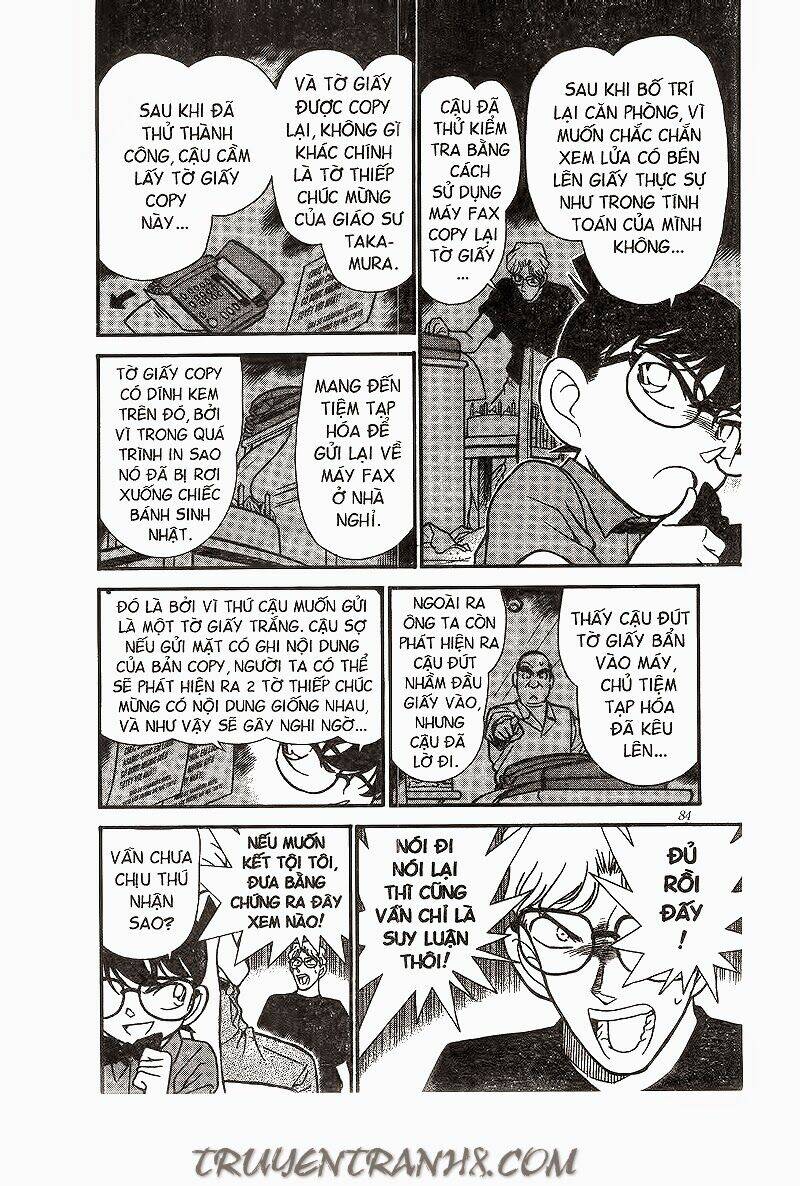 SAU KHI BỐ TRÍ
LẠI CĂN PHÒNG, VÌ
MUỐN CHẮC CHẮN
XEM LỬA CÓ BÉN
LÊN GIẤY THỰC SỰ
NHƯ TRONG TÍNH
TOÁN CỦA MÌNH
KHÔNG...
CẬU ĐÃ
THỬ KIỂM
TRA BẰNG
CÁCH
SỬ DỤNG
MÁY FAX
COPY LẠI
TỜ GIẤY
...
VÀ TỜ GIẤY
ĐƯỢC COPY
LẠI, KHÔNG GÌ
KHÁC CHÍNH
LÀ TỜ THIẾP
CHÚC MỪNG
CỦA GIÁO SƯ
TAKA-
MURA.
SAU KHI ĐÃ
THỬ THÀNH
CÔNG, CẬU CẦM
LẤY TỜ GIẤY
COPY
NÀY...
MANG ĐẾN
TIỆM TẠP
HÓA ĐỂ
GỬI LẠI VỀ
MÁY FAX
Ở NHÀ
NGHỈ.
TỜ GIẤY COPY
CÓ DÍNH KEM
TRÊN ĐÓ, BỞI
VÌ TRONG QUÁ
TRÌNH IN SAO
NÓ ĐÃ BỊ RƠI
XUỐNG CHIẾC
BÁNH SINH
NHẬT.
THẤY CẬU ĐÚT
TỜ GIẤY BẨN
VÀO MÁY,
CHỦ TIỆM
TẠP HÓA
ĐÃ KÊU
LÊN...
NGOÀI RA
ÔNG TA CÒN
PHÁT HIỆN RA
CẬU ĐÚT
NHẦM ĐẦU
GIẤY VÀO,
NHƯNG
CẬU ĐÃ
LỜ ĐI.
ĐÓ LÀ BỞI VÌ THỨ CẬU MUỐN GỬI
LÀ MỘT TỜ GIẤY TRẮNG. CẬU SỢ
NẾU GỬI MẶT CÓ GHI NỘI DUNG
CỦA BẢN COPY, NGƯỜI TA CÓ THỂ
SẼ PHÁT HIỆN RA 2 TỜ THIẾP CHÚC
MỪNG CÓ NỘI DUNG GIỐNG NHAU,
VÀ NHƯ VẬY SẼ GÂY NGHI NGỜ...
84
ĐỦ
RỒI
ĐẤY
!
NÓI ĐI
NÓI LẠI
THÌ CŨNG
VẪN CHỈ LÀ
SUY LUẬN
THÔI!
NẾU MUỐN
KẾT TỘI TÔI,
ĐƯA BẰNG
CHỨNG RA ĐÂY
XEM NÀO!
VẪN CHƯA
CHỊU THÚ
NHẬN
SAO?
TRUYENTRANH8.COM